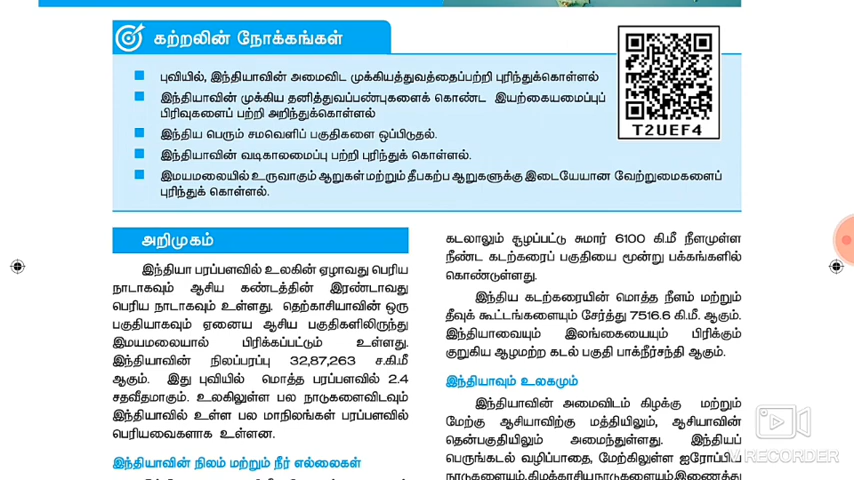 கற்றலின் நோக்கங்கள்
புவியில், இந்தியாவின் அமைவிட முக்கியத்துவத்தைப்பற்றி புரிந்துக்கொள்ளல்
இந்தியாவின் முக்கிய தனித்துவப்பண்புகளைக் கொண்ட இயற்கையமைப்புப்
பிரிவுகளைப் பற்றி அறிந்துக்கொள்ளல்
இந்திய பெரும் சமவெளிப் பகுதிகளை ஒப்பிடுதல்.
இந்தியாவின் வடிகாலமைப்பு பற்றி புரிந்துக் கொள்ளல்.
இமயமலையில் உருவாகும் ஆறுகள் மற்றும் தீபகற்ப ஆறுகளுக்கு இடையேயான வேற்றுமைகளைப்
புரிந்துக் கொள்ளல்.
T2UEF4
அறிமுகம்
இந்தியா பரப்பளவில் உலகின் ஏழாவது பெரிய
நாடாகவும் ஆசிய கண்டத்தின் இரண்டாவது
பெரிய நாடாகவும் உள்ளது. தெற்காசியாவின் ஒரு
பகுதியாகவும் ஏனைய ஆசிய பகுதிகளிலிருந்து
இமயமலையால் பிரிக்கப்பட்டும் உள்ளது.
இந்தியாவின் நிலப்பரப்பு 32,87,263 ச.கி.மீ
ஆகும். இது புவியில் மொத்த பரப்பளவில் 2.4
சதவீதமாகும். உலகிலுள்ள பல நாடுகளைவிடவும்
இந்தியாவில் உள்ள பல மாநிலங்கள் பரப்பளவில்
பெரியவைகளாக உள்ளன.
இந்தியாவின் நிலம் மற்றும் நீர் எல்லைகள்
கடலாலும் சூழப்பட்டு சுமார் 6100 கி.மீ நீளமுள்ள
நீண்ட கடற்கரைப் பகுதியை மூன்று பக்கங்களில்
கொண்டுள்ளது.
இந்திய கடற்கரையின் மொத்த நீளம் மற்றும்
தீவுக் கூட்டங்களையும் சேர்த்து 7516.6 கி.மீ. ஆகும்.
இந்தியாவையும் இலங்கையையும் பிரிக்கும்
குறுகிய ஆழமற்ற கடல் பகுதி பாக்நீர்சந்தி ஆகும்.
இந்தியாவும் உலகமும்
இந்தியாவின் அமைவிடம் கிழக்கு மற்றும்
மேற்கு ஆசியாவிற்கு மத்தியிலும், ஆசியாவின்
தென்பகுதியிலும் அமைந்துள்ளது. இந்தியப்
பெருங்கடல் வழிப்பாதை, மேற்கிலுள்ள ஐரோப்பிய
நாடுகளையும், கிழக்காசிய நாடுகளையும் இணைத்து
V RECORDER